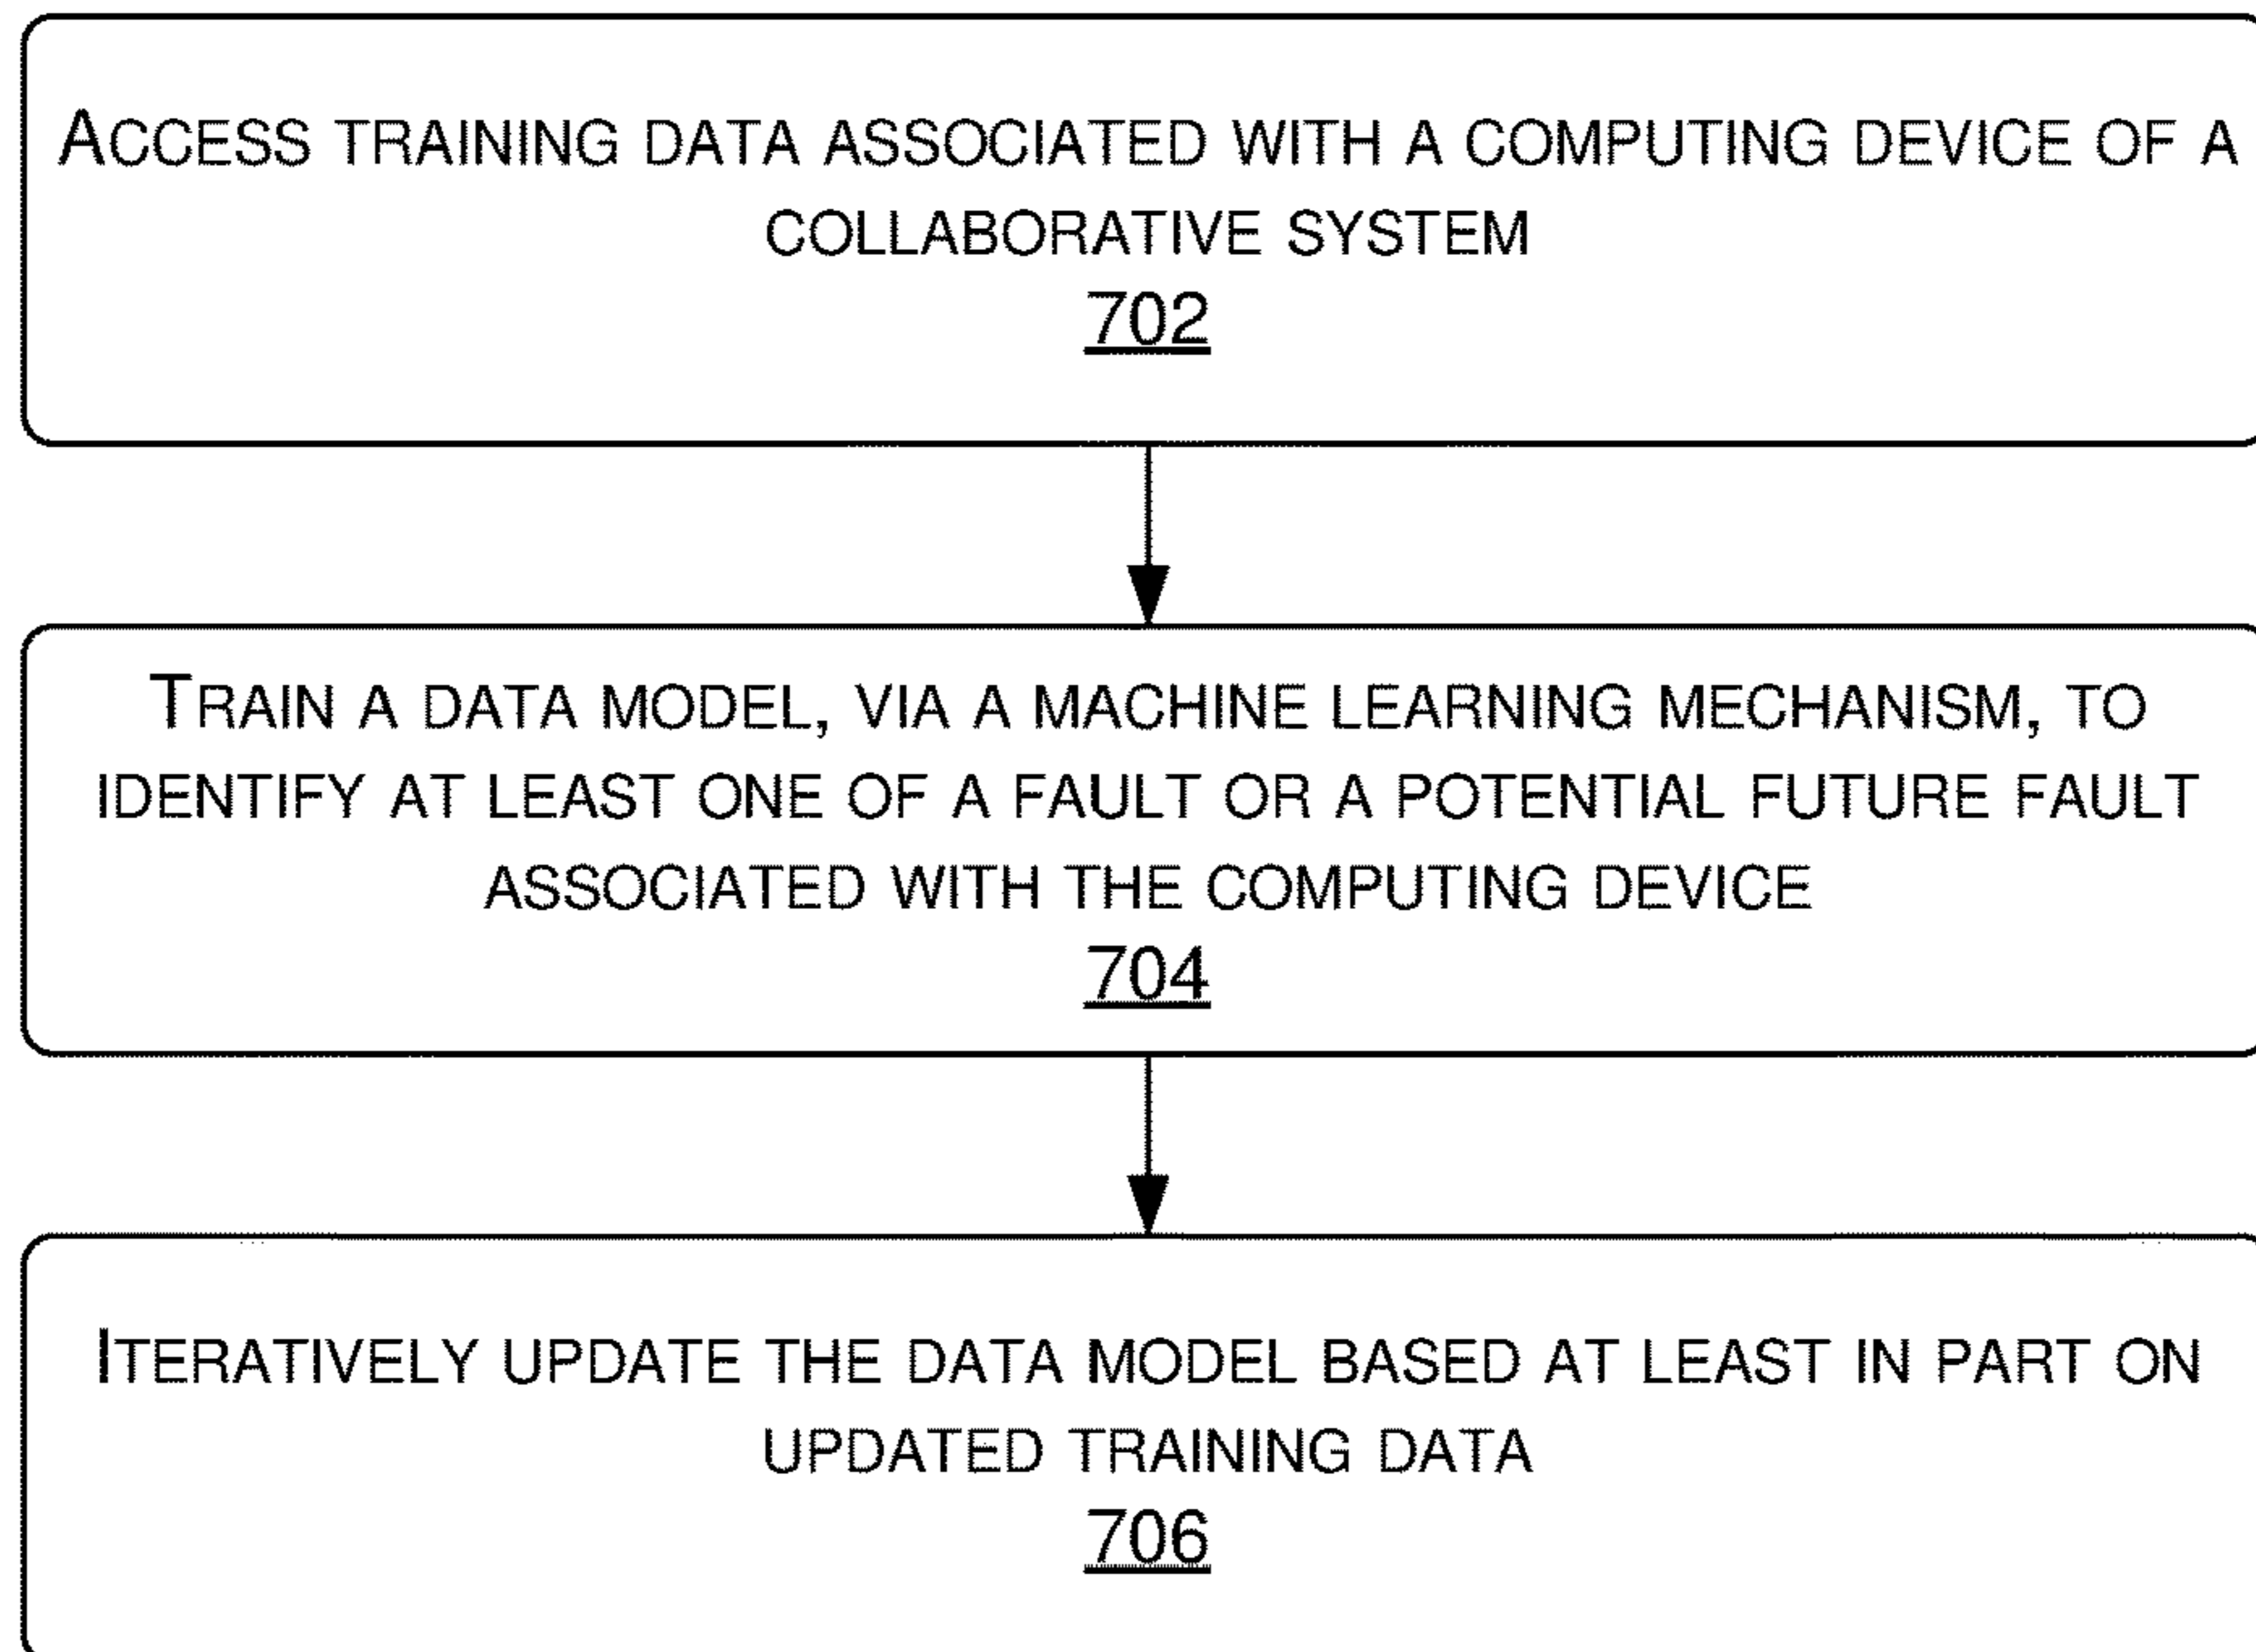 ACCESS TRAINING DATA ASSOCIATED WITH A COMPUTING DEVICE OF A
COLLABORATIVE SYSTEM
702
TRAIN A DATA MODEL, VIA A MACHINE LEARNING MECHANISM, TO
IDENTIFY AT LEAST ONE OF A FAULT OR A POTENTIAL FUTURE FAULT
ASSOCIATED WITH THE COMPUTING DEVICE
704
ITERATIVELY UPDATE THE DATA MODEL BASED AT LEAST IN PART ON
UPDATED TRAINING DATA
706